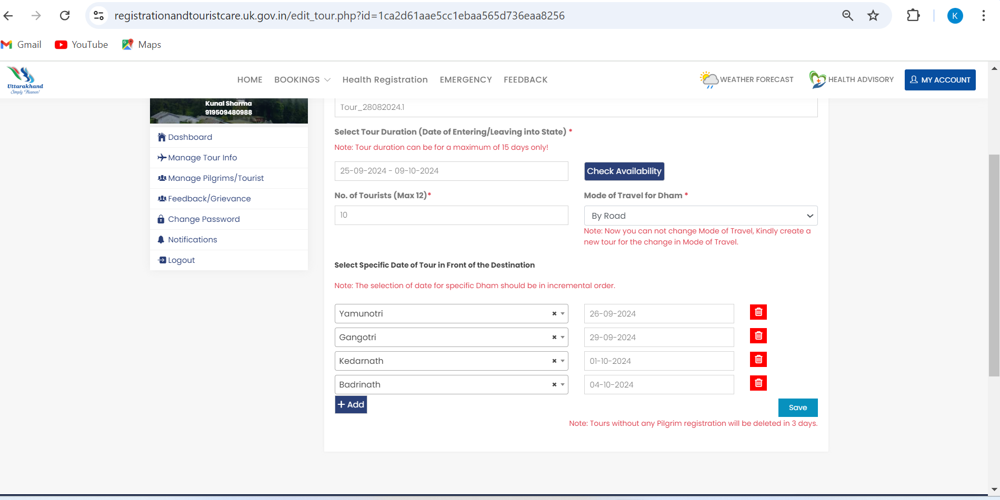 registrationandtouristcare.uk.gov.in/edit_tour.php?id=1ca2d61aae5cc1ebaa565d736eaa8256
K
Gmail
YouTube
Maps
Uttarakhand
Simply Heaven!
HOME
BOOKINGS
Health Registration
EMERGENCY
FEEDBACK
WEATHER FORECAST
HEALTH ADVISORY
MY ACCOUNT
Kunal Sharma
919509480988
Dashboard
Manage Tour Info
Manage Pilgrims/Tourist
Feedback/Grievance
Change Password
Notifications
Logout
Tour_28082024.1
Select Tour Duration (Date of Entering/Leaving into State) *
Note: Tour duration can be for a maximum of 15 days only!
25-09-2024 - 09-10-2024
Check Availability
No. of Tourists (Max 12)*
10
Mode of Travel for Dham *
By Road
Note: Now you can not change Mode of Travel, Kindly create a
new tour for the change in Mode of Travel.
Select Specific Date of Tour in Front of the Destination
Note: The selection of date for specific Dham should be in incremental order.
Yamunotri × 26-09-2024
Gangotri × 29-09-2024
Kedarnath × 01-10-2024
Badrinath × 04-10-2024
+ Add
Save
Note: Tours without any Pilgrim registration will be deleted in 3 days.